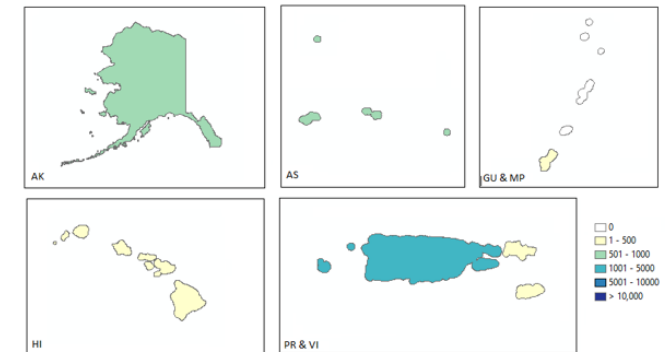 AK
AS
GU & MP
HI
PR & VI
0
1 - 500
501 - 1000
1001 - 5000
5001 - 10000
> 10,000